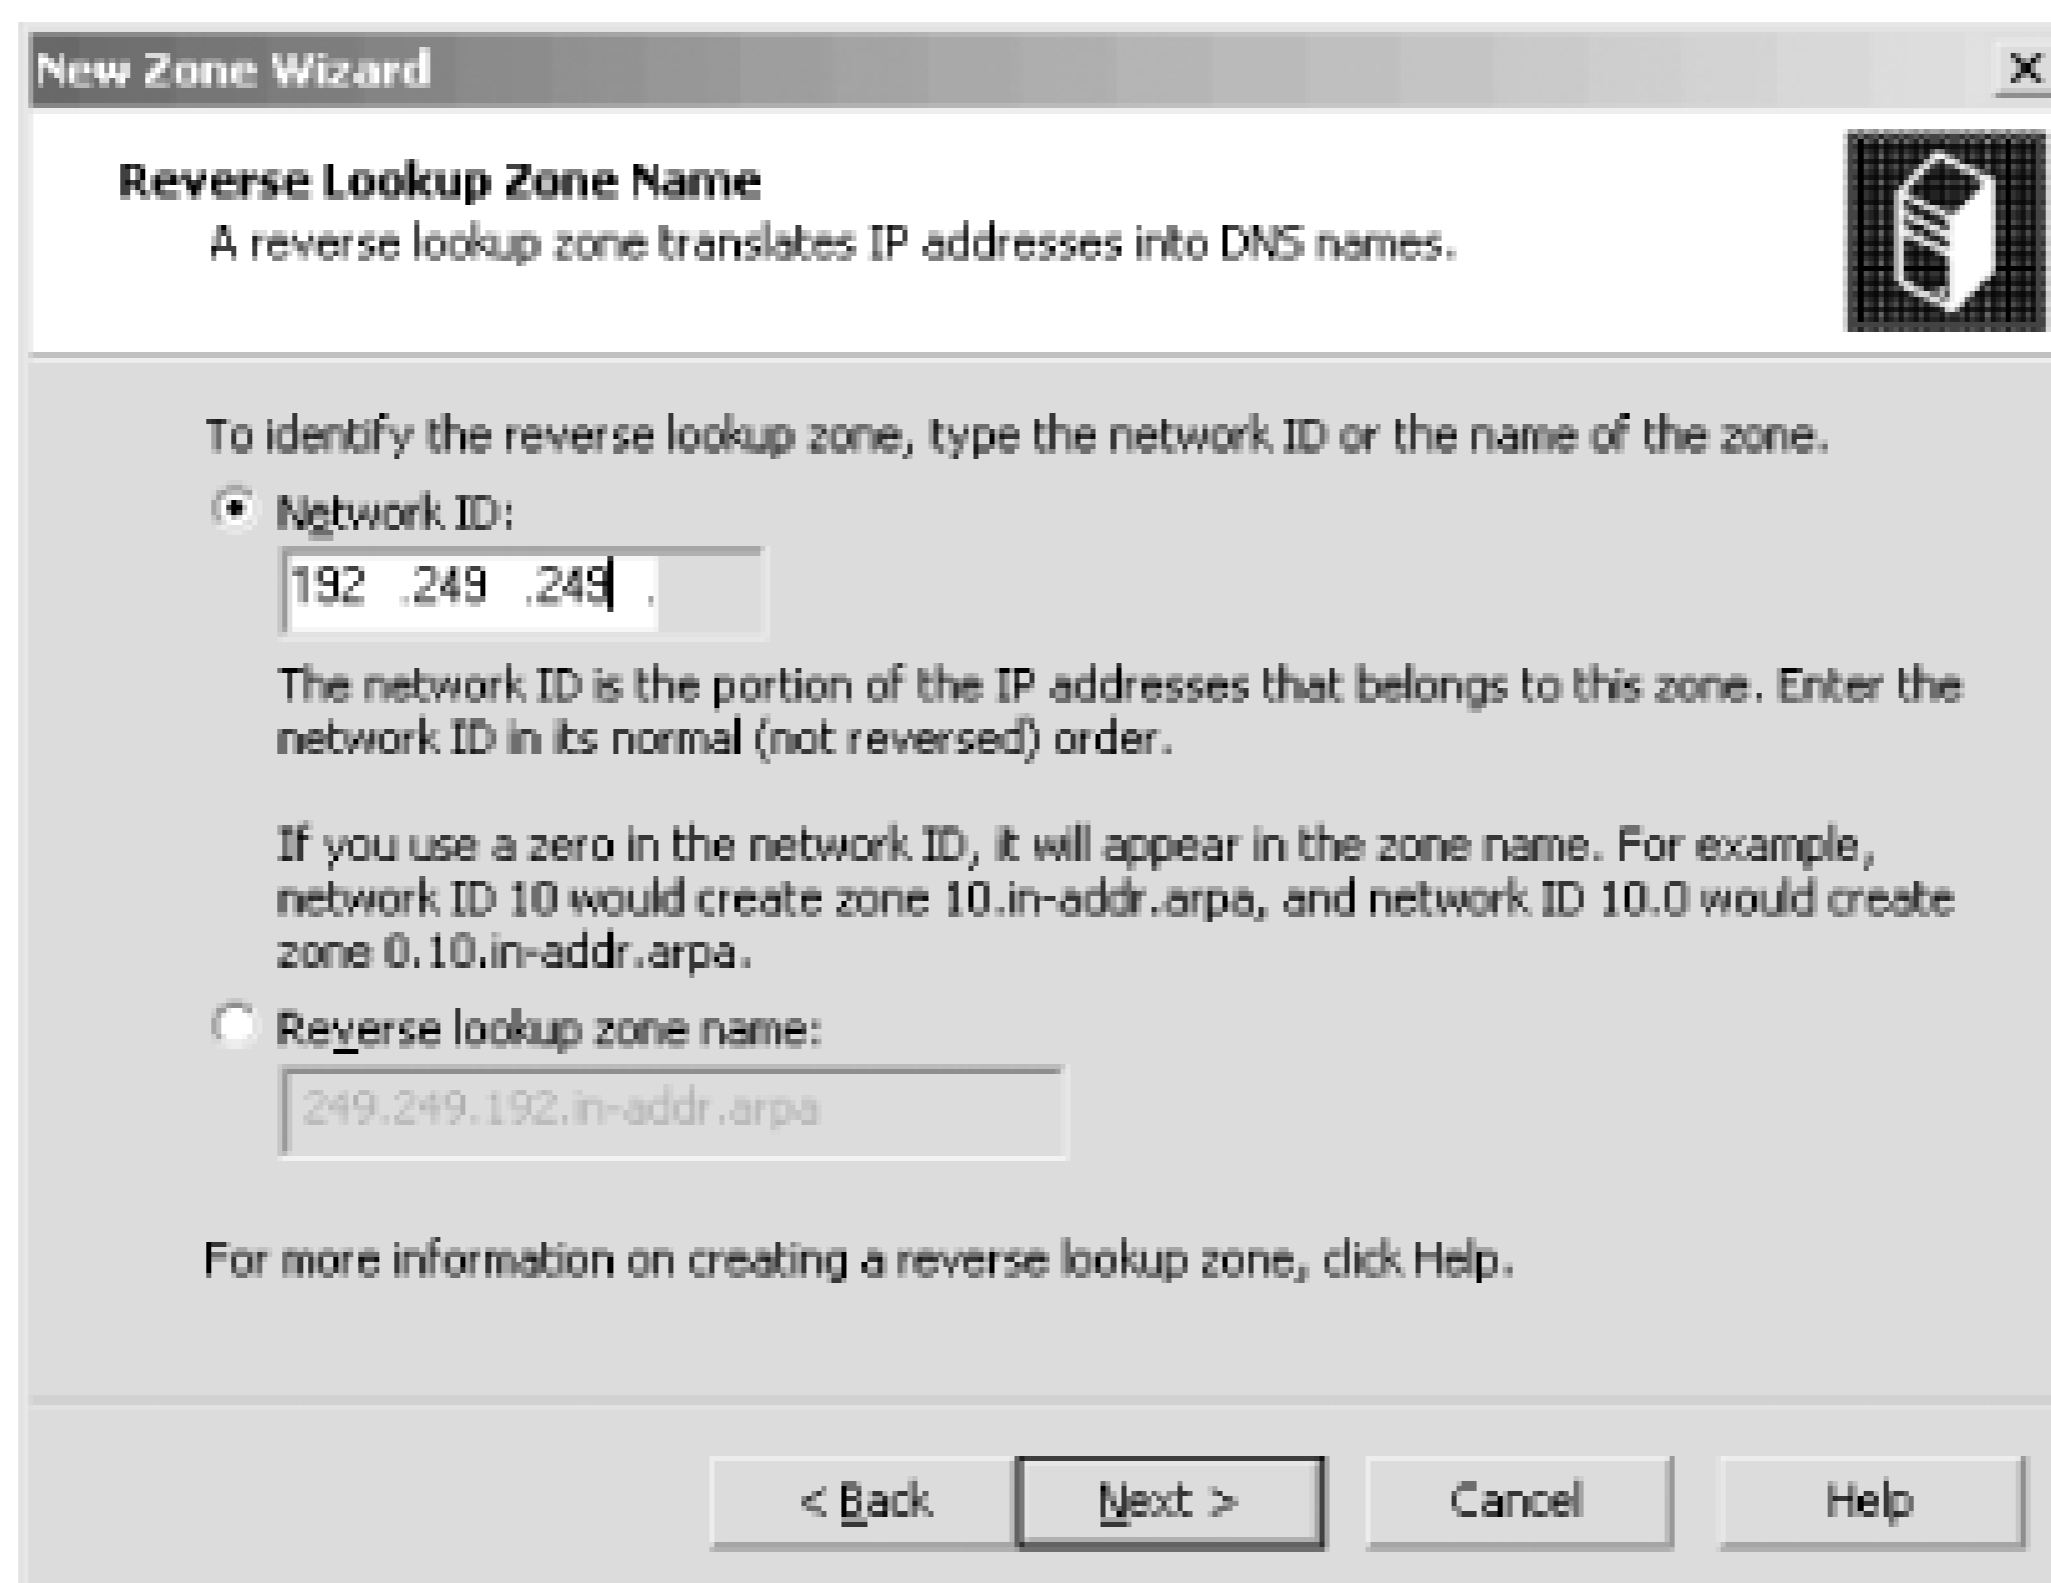 New Zone Wizard
Reverse Lookup Zone Name
A reverse lookup zone translates IP addresses into DNS names.
To identify the reverse lookup zone, type the network ID or the name of the zone.
Network ID:
192 .249 .249 .
The network ID is the portion of the IP addresses that belongs to this zone. Enter the
network ID in its normal (not reversed) order.
If you use a zero in the network ID, it will appear in the zone name. For example,
network ID 10 would create zone 10.in-addr.arpa, and network ID 10.0 would create
zone 0.10.in-addr.arpa.
Reverse lookup zone name:
249.249.192.in-addr.arpa
For more information on creating a reverse lookup zone, click Help.
< Back Next > Cancel Help